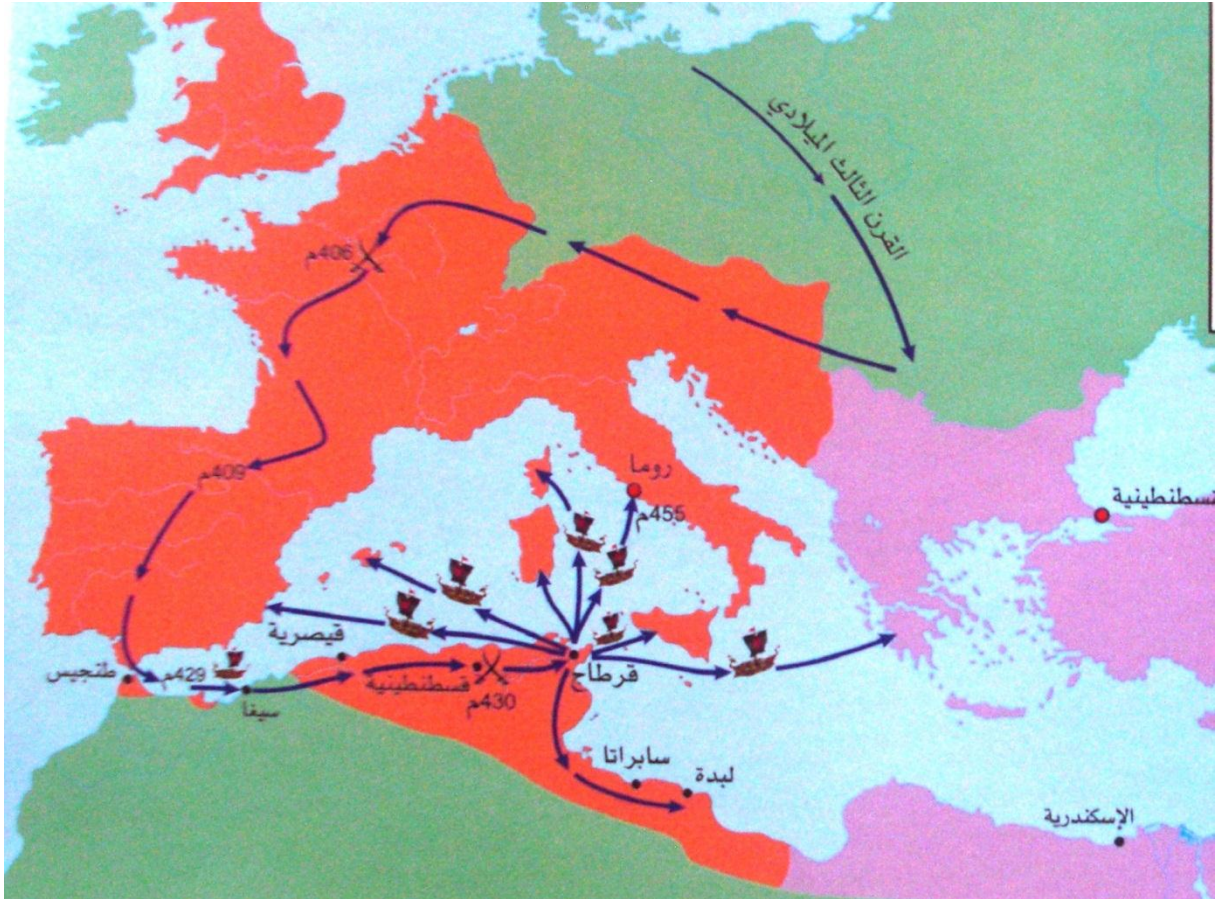 القرن الثالث الميلادي
406م
409م
روما
455م
قسطنطينية
قيصرية
طنجيس
429م
سيغا
قسطنطينية
430م
قرطاج
سابراتا
لبدة
الإسكندرية